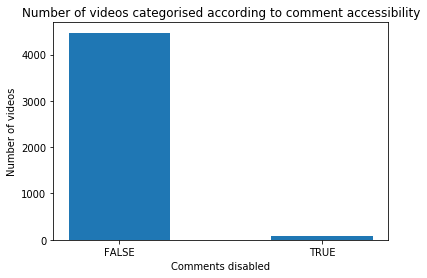 Number of videos categorised according to comment accessibility
Number of videos
4000
3000
2000
1000
0
FALSE
TRUE
Comments disabled